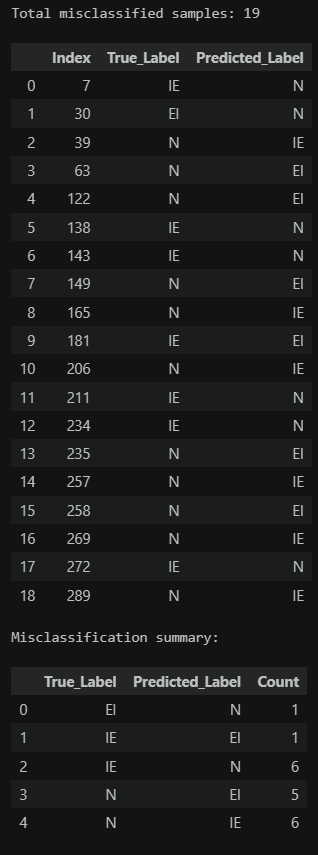 Total misclassified samples: 19
Index True_Label Predicted_Label
0 7 IE N
1 30 EI N
2 39 N IE
3 63 N EI
4 122 N EI
5 138 IE N
6 143 IE N
7 149 N EI
8 165 N IE
9 181 IE EI
10 206 N IE
11 211 IE N
12 234 IE N
13 235 N EI
14 257 N IE
15 258 N EI
16 269 N IE
17 272 IE N
18 289 N IE
Misclassification summary:
True_Label Predicted_Label Count
0 EI N 1
1 IE EI 1
2 IE N 6
3 N EI 5
4 N IE 6